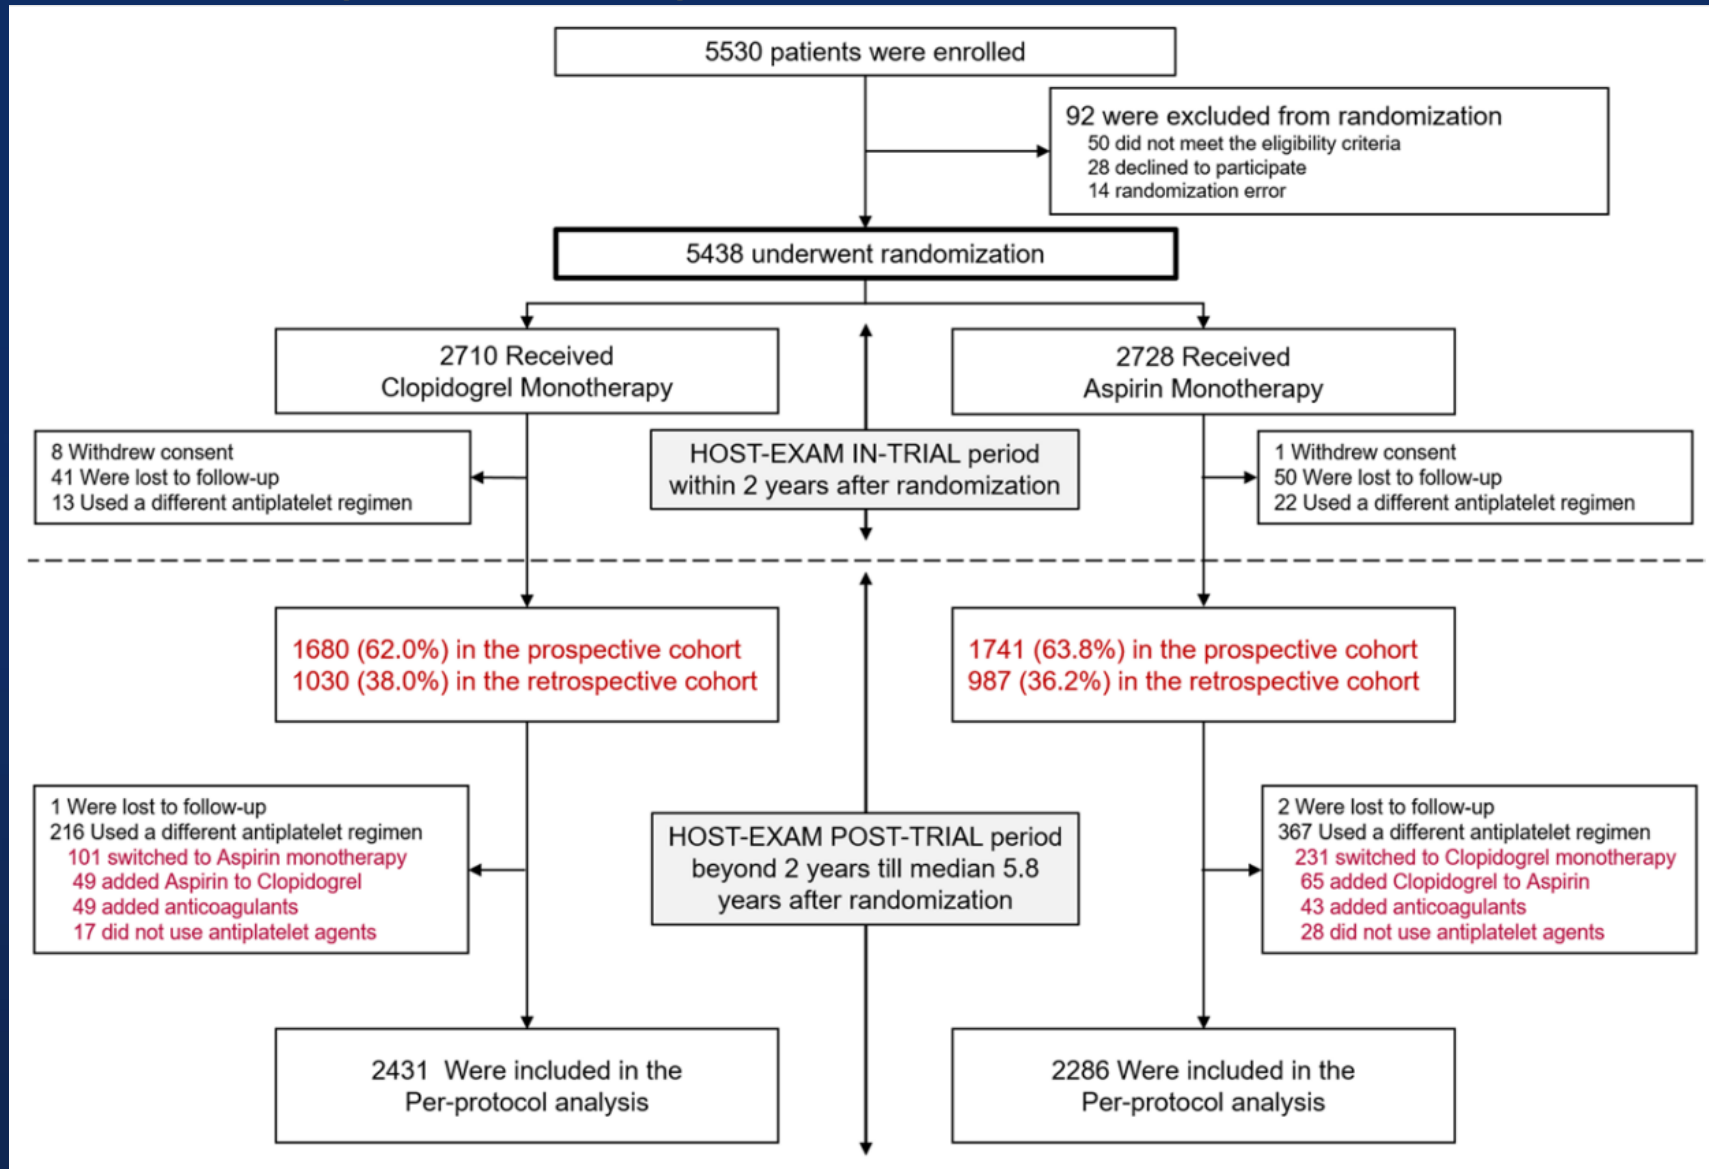 5530 patients were enrolled
92 were excluded from randomization
50 did not meet the eligibility criteria
28 declined to participate
14 randomization error
5438 underwent randomization
2710 Received
Clopidogrel Monotherapy
2728 Received
Aspirin Monotherapy
8 Withdrew consent
41 Were lost to follow-up
13 Used a different antiplatelet regimen
HOST-EXAM IN-TRIAL period
within 2 years after randomization
1 Withdrew consent
50 Were lost to follow-up
22 Used a different antiplatelet regimen
1680 (62.0%) in the prospective cohort
1030 (38.0%) in the retrospective cohort
1741 (63.8%) in the prospective cohort
987 (36.2%) in the retrospective cohort
1 Were lost to follow-up
216 Used a different antiplatelet regimen
101 switched to Aspirin monotherapy
49 added Aspirin to Clopidogrel
49 added anticoagulants
17 did not use antiplatelet agents
HOST-EXAM POST-TRIAL period
beyond 2 years till median 5.8
years after randomization
2 Were lost to follow-up
367 Used a different antiplatelet regimen
231 switched to Clopidogrel monotherapy
65 added Clopidogrel to Aspirin
43 added anticoagulants
28 did not use antiplatelet agents
2431 Were included in the
Per-protocol analysis
2286 Were included in the
Per-protocol analysis